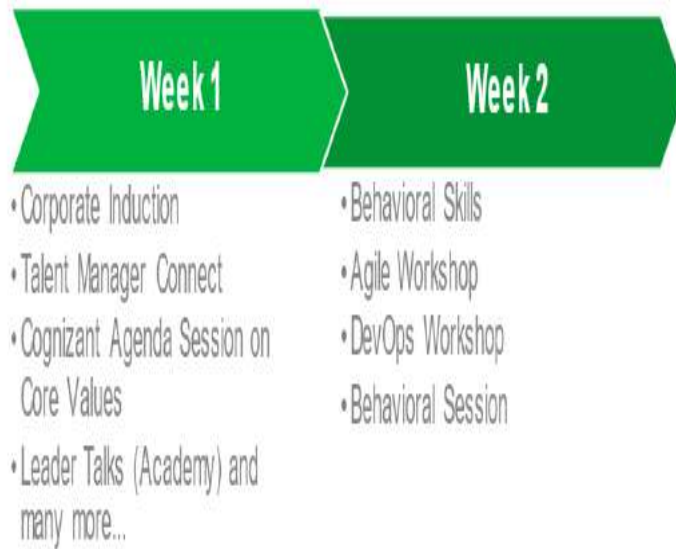 Week 1
• Corporate Induction
• Talent Manager Connect
• Cognizant Agenda Session on
Core Values
• Leader Talks (Academy) and
many more...
Week 2
• Behavioral Skills
• Agile Workshop
• DevOps Workshop
• Behavioral Session